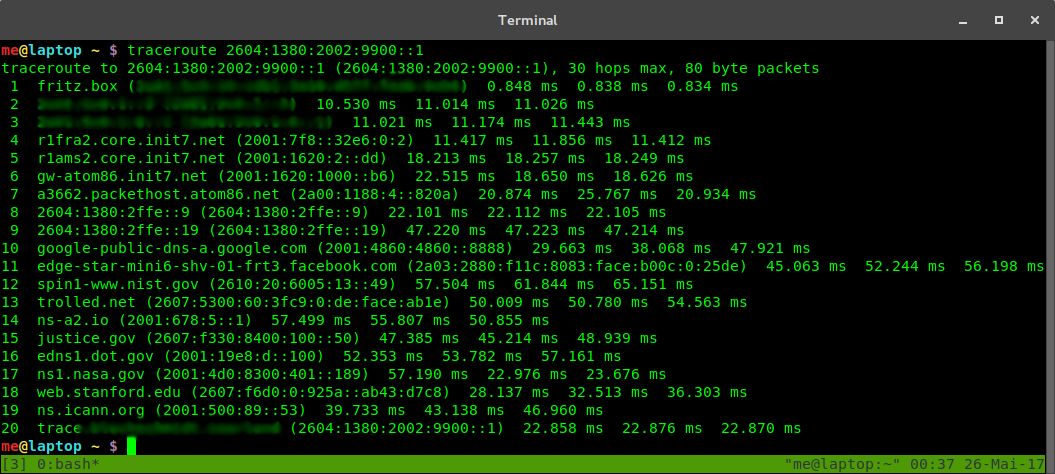 Terminal
me@laptop ~ $ traceroute 2604:1380:2002:9900::1
traceroute to 2604:1380:2002:9900::1 (2604:1380:2002:9900::1), 30 hops max, 80 byte packets
1 fritz.box ( ) 0.848 ms 0.838 ms 0.834 ms
2 10.530 ms 11.014 ms 11.026 ms
3 11.021 ms 11.174 ms 11.443 ms
4 r1fra2.core.init7.net (2001:7f8::32e6:0:2) 11.417 ms 11.856 ms 11.412 ms
5 r1ams2.core.init7.net (2001:1620:2::dd) 18.213 ms 18.257 ms 18.249 ms
6 gw-atom86.init7.net (2001:1620:1000::b6) 22.515 ms 18.650 ms 18.626 ms
7 a3662.packethost.atom86.net (2a00:1188:4::820a) 20.874 ms 25.767 ms 20.934 ms
8 2604:1380:2ffe::9 (2604:1380:2ffe::9) 22.101 ms 22.112 ms 22.105 ms
9 2604:1380:2ffe::19 (2604:1380:2ffe::19) 47.220 ms 47.223 ms 47.214 ms
10 google-public-dns-a.google.com (2001:4860:4860::8888) 29.663 ms 38.068 ms 47.921 ms
11 edge-star-mini6-shv-01-frt3.facebook.com (2a03:2880:f11c:8083:face:b00c:0:25de) 45.063 ms 52.244 ms 56.198 ms
12 spin1-www.nist.gov (2610:20:6005:13::49) 57.504 ms 61.844 ms 65.151 ms
13 trolled.net (2607:5300:60:3fc9:0:de:face:ab1e) 50.009 ms 50.780 ms 54.563 ms
14 ns-a2.io (2001:678:5::1) 57.499 ms 55.807 ms 50.855 ms
15 justice.gov (2607:f330:8400:100::50) 47.385 ms 45.214 ms 48.939 ms
16 edns1.dot.gov (2001:19e8:d::100) 52.353 ms 53.782 ms 57.161 ms
17 ns1.nasa.gov (2001:4d0:8300:401::189) 57.190 ms 22.976 ms 23.676 ms
18 web.stanford.edu (2607:f6d0:0:925a::ab43:d7c8) 28.137 ms 32.513 ms 36.303 ms
19 ns.icann.org (2001:500:89::53) 39.733 ms 43.138 ms 46.960 ms
20 trace (2604:1380:2002:9900::1) 22.858 ms 22.876 ms 22.870 ms
me@laptop ~ $
[3] 0:bash* "me@laptop:~" 00:37 26-Mai-17